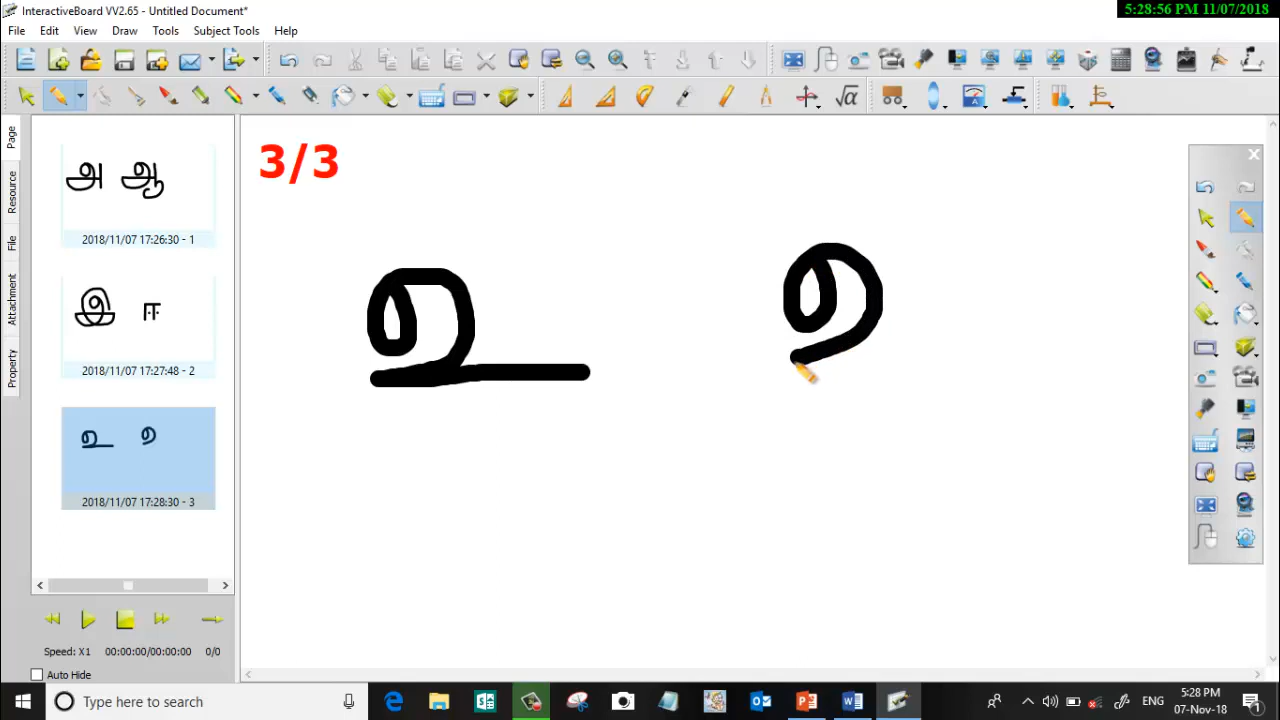 InteractiveBoard VV2.65 - Untitled Document*
5:28:56 PM 11/07/2018
File Edit View Draw Tools Subject Tools Help
Page
Resource
File
Attachment
Property
அ ஆ
2018/11/07 17:26:30 - 1
இ ஈ
2018/11/07 17:27:48 - 2
உ
2018/11/07 17:28:30 - 3
3/3
உ
Speed: X1 00:00:00/00:00:00 0/0
Auto Hide
Type here to search
ENG
5:28 PM
07-Nov-18